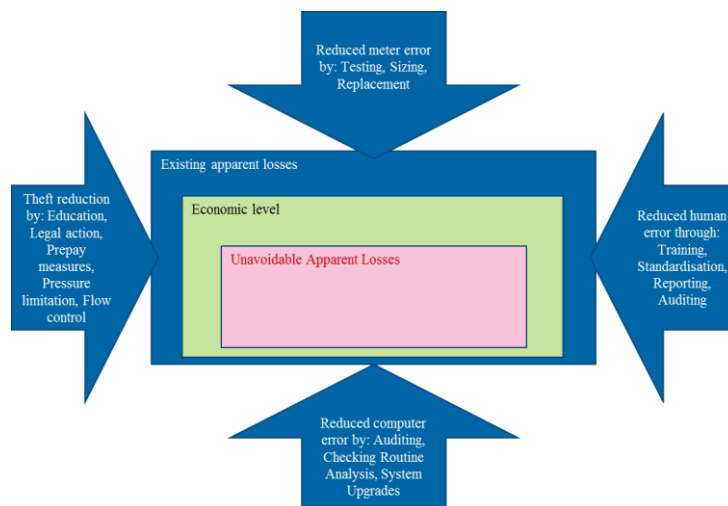 Reduced meter error
by: Testing, Sizing,
Replacement
Existing apparent losses
Theft reduction
by: Education,
Legal action,
Prepay
measures,
Pressure
limitation, Flow
control
Economic level
Unavoidable Apparent Losses
Reduced human
error through:
Training,
Standardisation,
Reporting,
Auditing
Reduced computer
error by: Auditing,
Checking Routine
Analysis, System
Upgrades